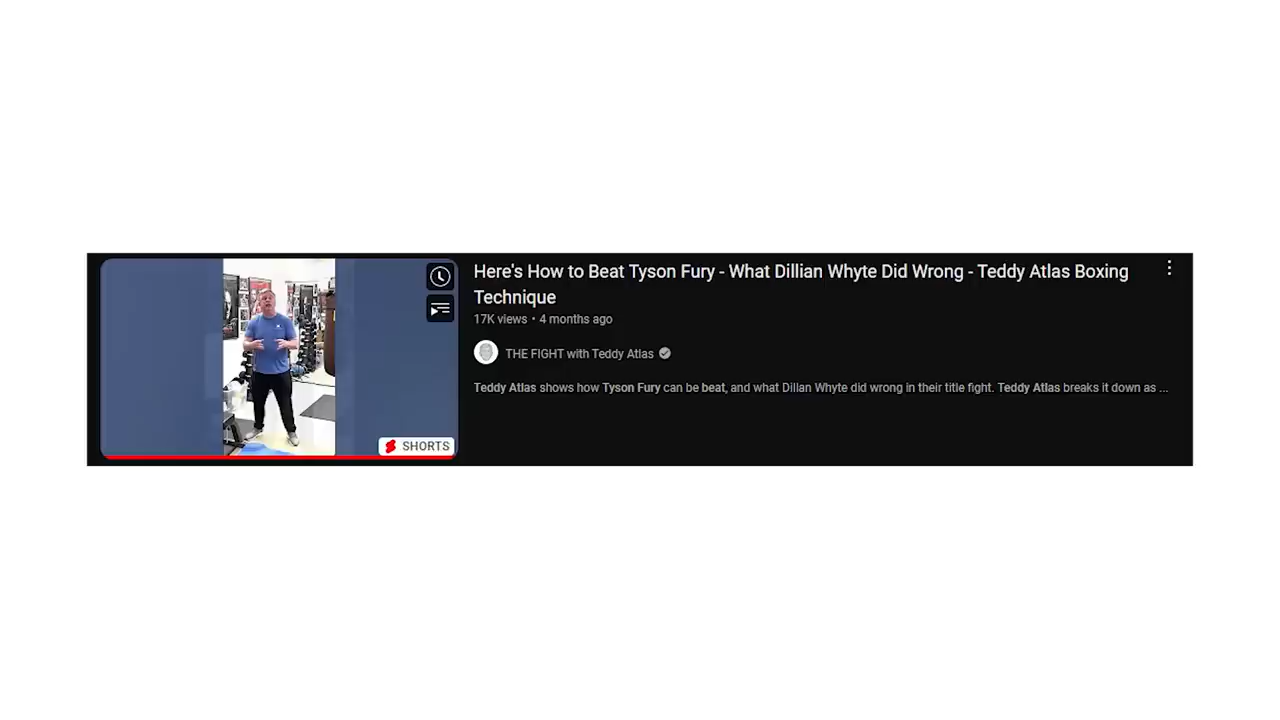 Here's How to Beat Tyson Fury - What Dillian Whyte Did Wrong - Teddy Atlas Boxing
Technique
17K views • 4 months ago
THE FIGHT with Teddy Atlas
Teddy Atlas shows how Tyson Fury can be beat, and what Dillan Whyte did wrong in their title fight. Teddy Atlas breaks it down as ...
SHORTS